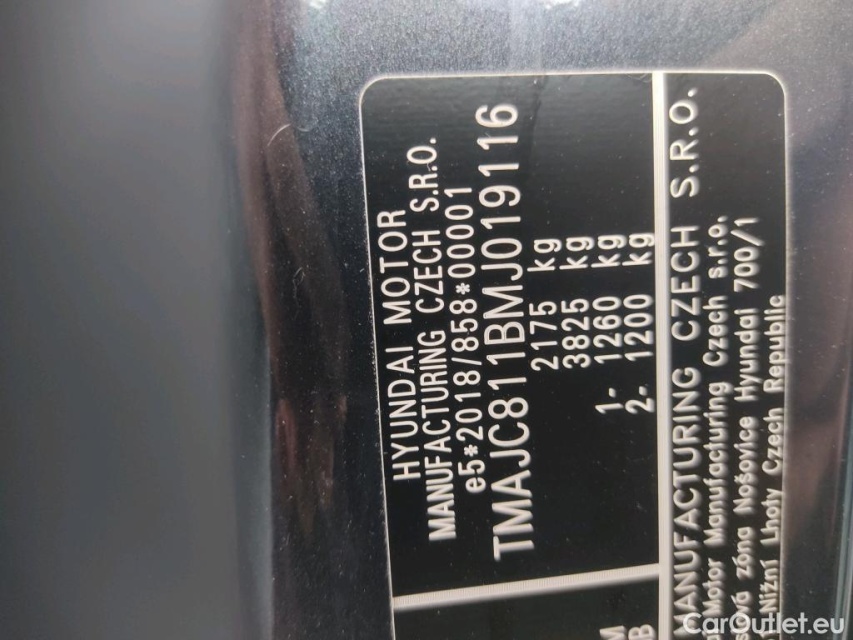 HYUNDAI MOTOR
MANUFACTURING CZECH S.R.O.
e5*2018/858*00001
TMAJC811BMJ019116
2175 kg
3825 kg
1- 1260 kg
2- 1200 kg
MANUFACTURING CZECH S.R.O.
Motor Manufacturing Czech s.r.o.
zóna Nošovice Hyundai 700/1
Nižní Lhoty Czech Republic
CarOutlet.eu